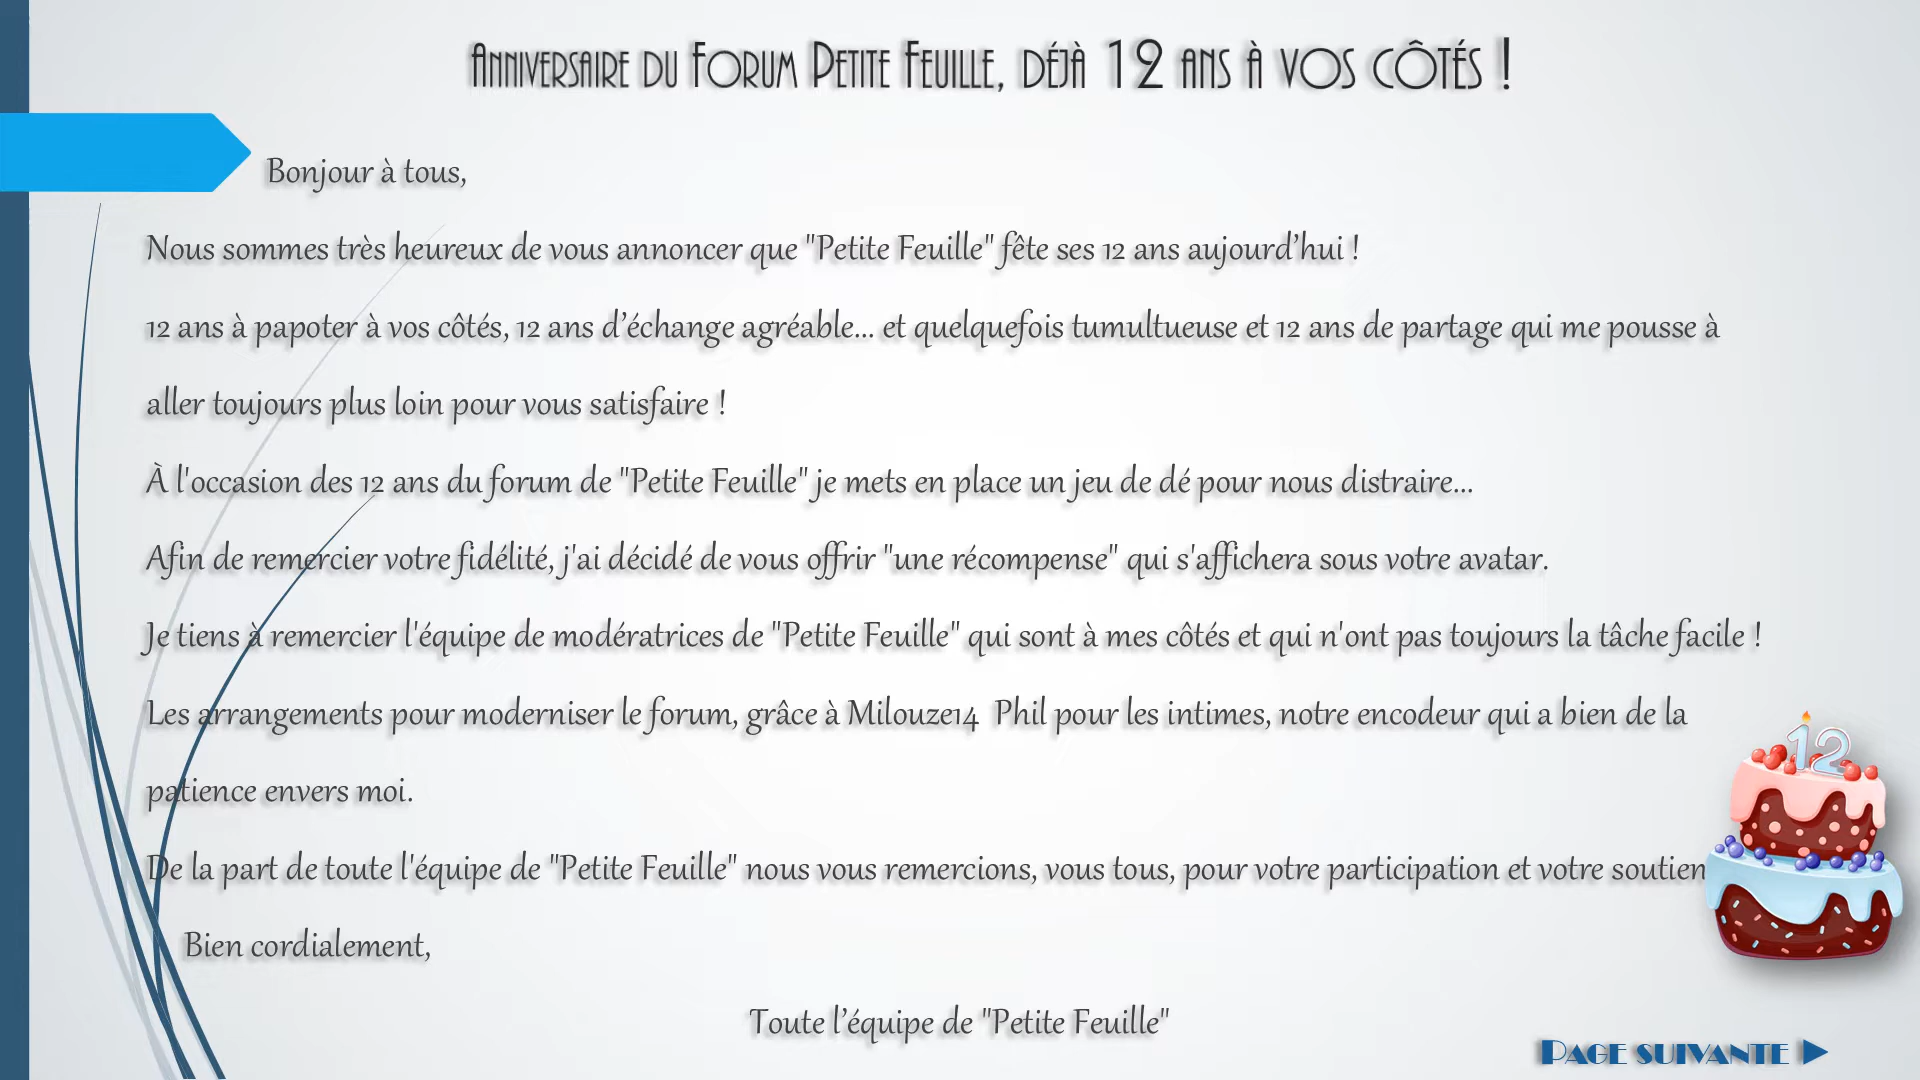 Anniversaire du Forum Petite Feuille, déjà 12 ans à vos côtés !
Bonjour à tous,
Nous sommes très heureux de vous annoncer que "Petite Feuille" fête ses 12 ans aujourd’hui !
12 ans à papoter à vos côtés, 12 ans d’échange agréable... et quelquefois tumultueuse et 12 ans de partage qui me pousse à
aller toujours plus loin pour vous satisfaire !
À l'occasion des 12 ans du forum de "Petite Feuille" je mets en place un jeu de dé pour nous distraire...
Afin de remercier votre fidélité, j'ai décidé de vous offrir "une récompense" qui s'affichera sous votre avatar.
Je tiens à remercier l'équipe de modératrices de "Petite Feuille" qui sont à mes côtés et qui n'ont pas toujours la tâche facile !
Les arrangements pour moderniser le forum, grâce à Milouze14 Phil pour les intimes, notre encodeur qui a bien de la
patience envers moi.
12
De la part de toute l'équipe de "Petite Feuille" nous vous remercions, vous tous, pour votre participation et votre soutien
Bien cordialement,
Toute l’équipe de "Petite Feuille"
Page suivante ►